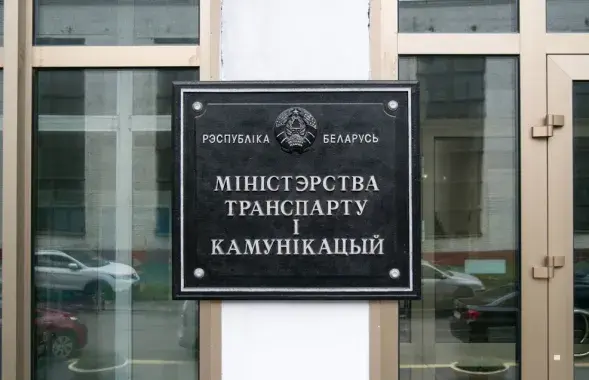 РЭСПУБЛІКА БЕЛАРУСЬ
МІНІСТЭРСТВА
ТРАНСПАРТУ
І
КАМУНІКАЦЫЙ